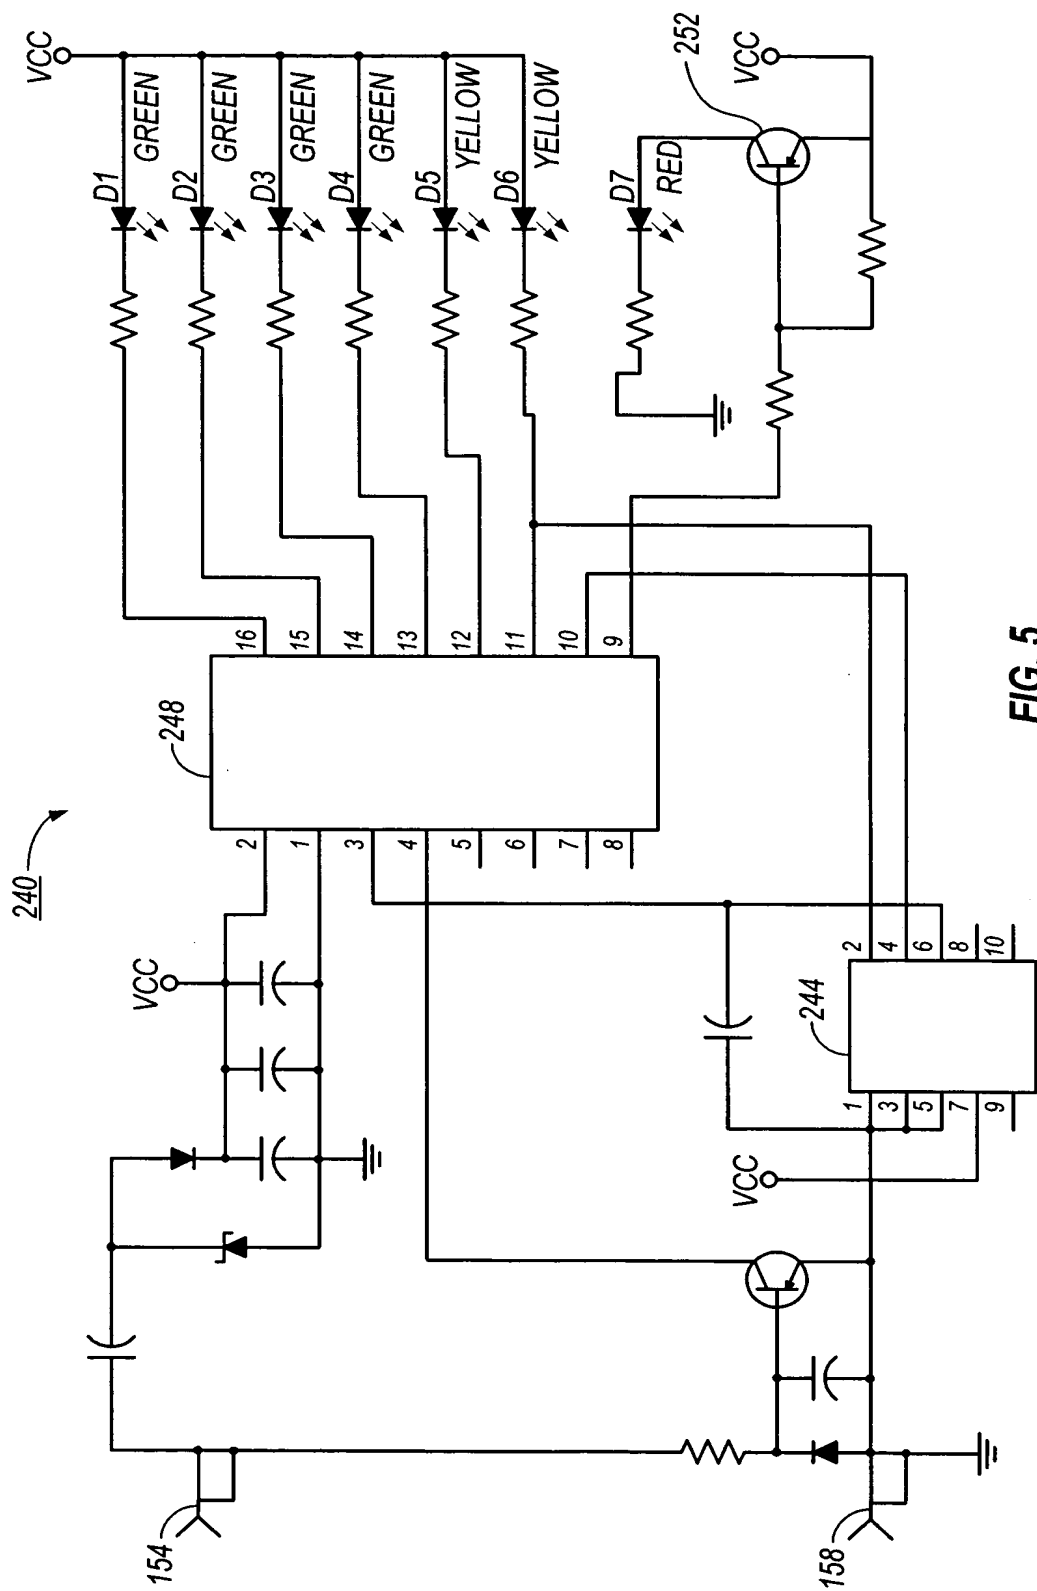 240
VCC
D1
GREEN
154
VCC
248
D2
GREEN
2 16
D3
1 15
GREEN
D4
3 14
GREEN
4 13
D5
5 12
YELLOW
D6
6 11
YELLOW
7 10
8 9
D7
RED
252
VCC
VCC
244
158
1 2
3 4
5 6
7 8
9 10
FIG. 5